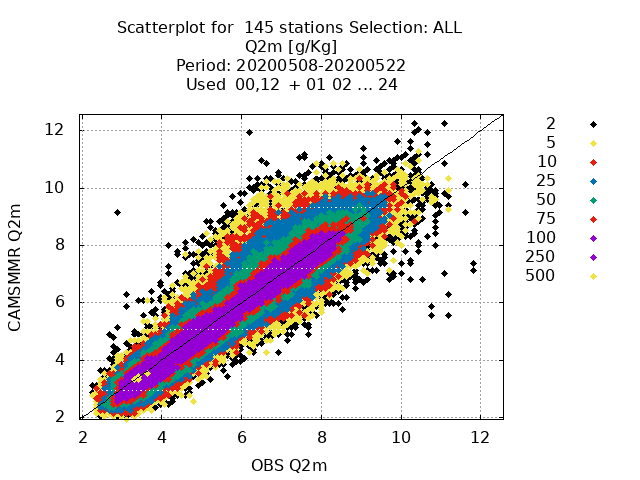 Scatterplot for  145 stations Selection: ALL
Q2m [g/Kg]
Period: 20200508-20200522
Used  00,12  + 01 02 ... 24
12
10
8
6
4
2
CAMSMMR Q2m
2 4 6 8 10 12
OBS Q2m
2
5
10
25
50
75
100
250
500